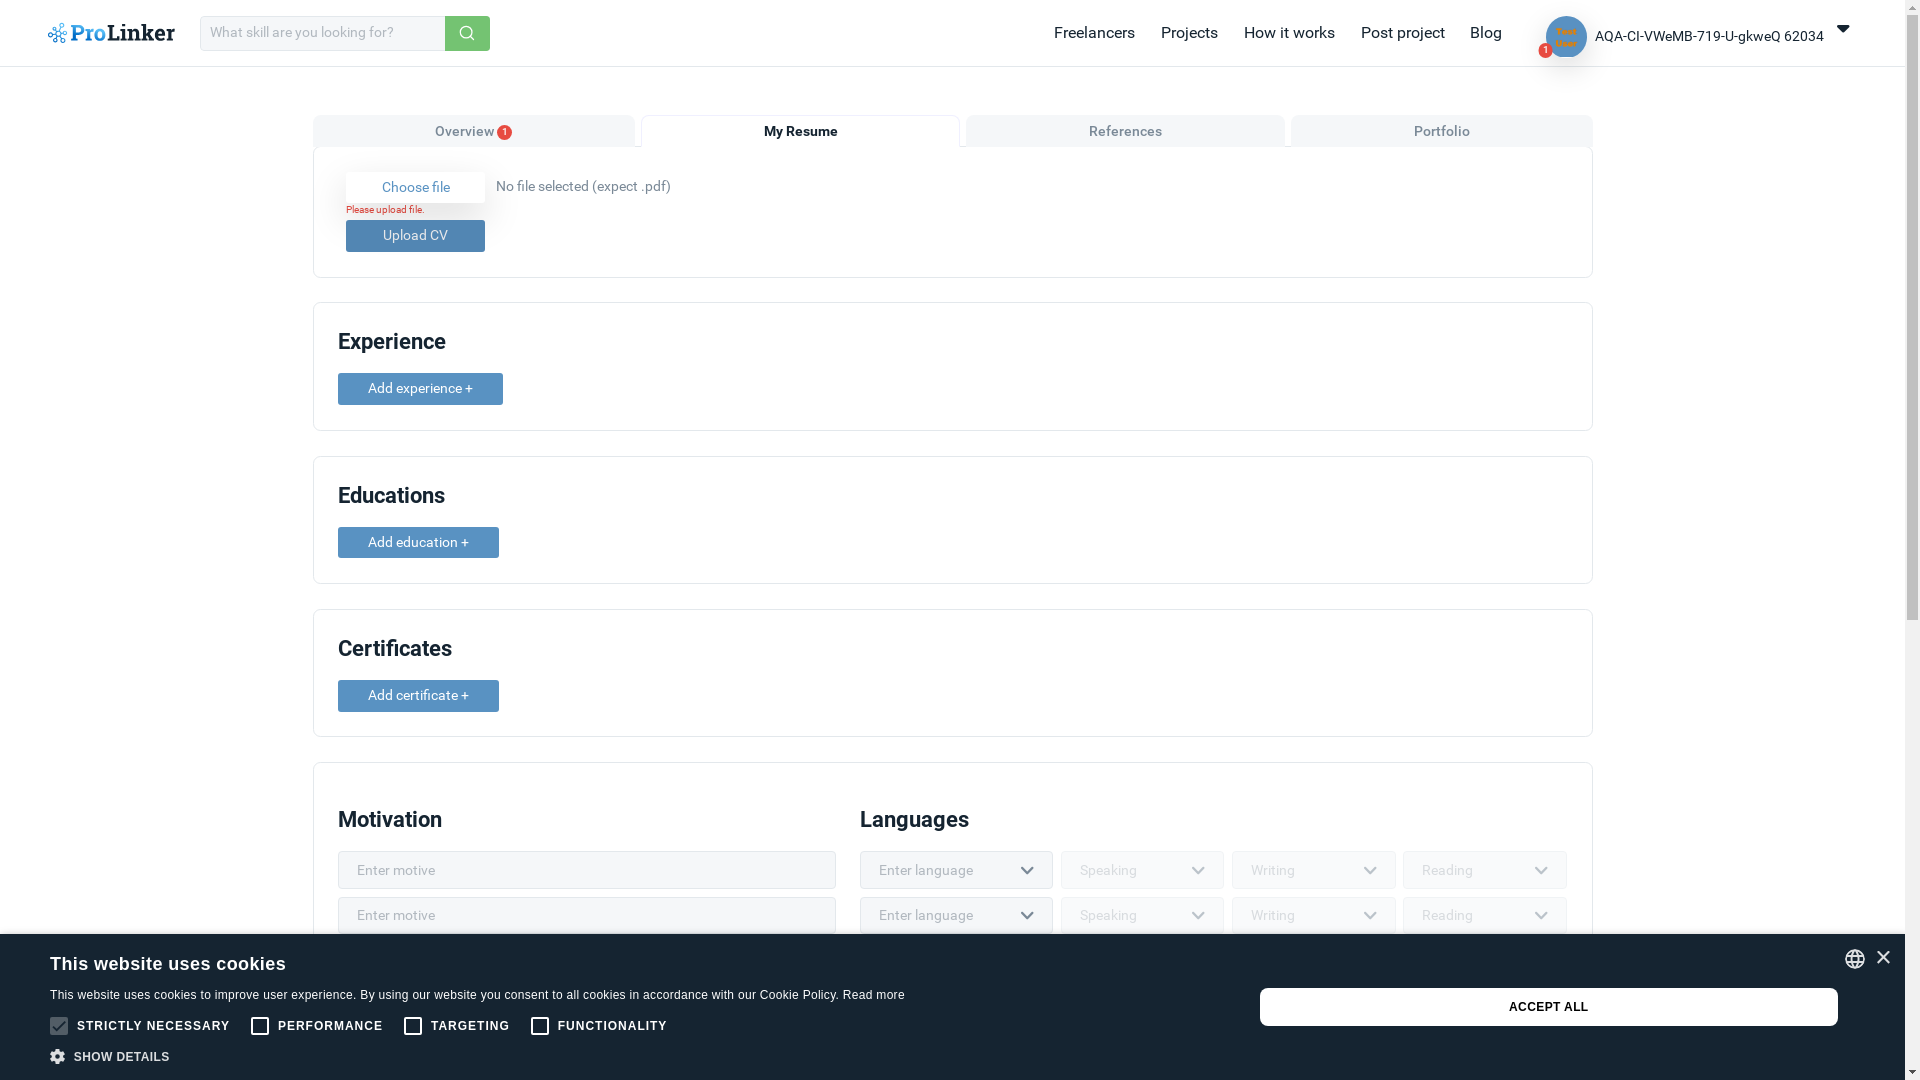 ProLinker
What skill are you looking for?
Freelancers Projects How it works Post project Blog
1
AQA-CI-VWeMB-719-U-gkweQ 62034
Overview 1
My Resume
References
Portfolio
Choose file No file selected (expect .pdf)
Please upload file.
Upload CV
Experience
Add experience +
Educations
Add education +
Certificates
Add certificate +
Motivation
Enter motive
Enter motive
Languages
Enter language Speaking Writing Reading
Enter language Speaking Writing Reading
This website uses cookies
This website uses cookies to improve user experience. By using our website you consent to all cookies in accordance with our Cookie Policy. Read more
STRICTLY NECESSARY PERFORMANCE TARGETING FUNCTIONALITY
SHOW DETAILS
ACCEPT ALL
×